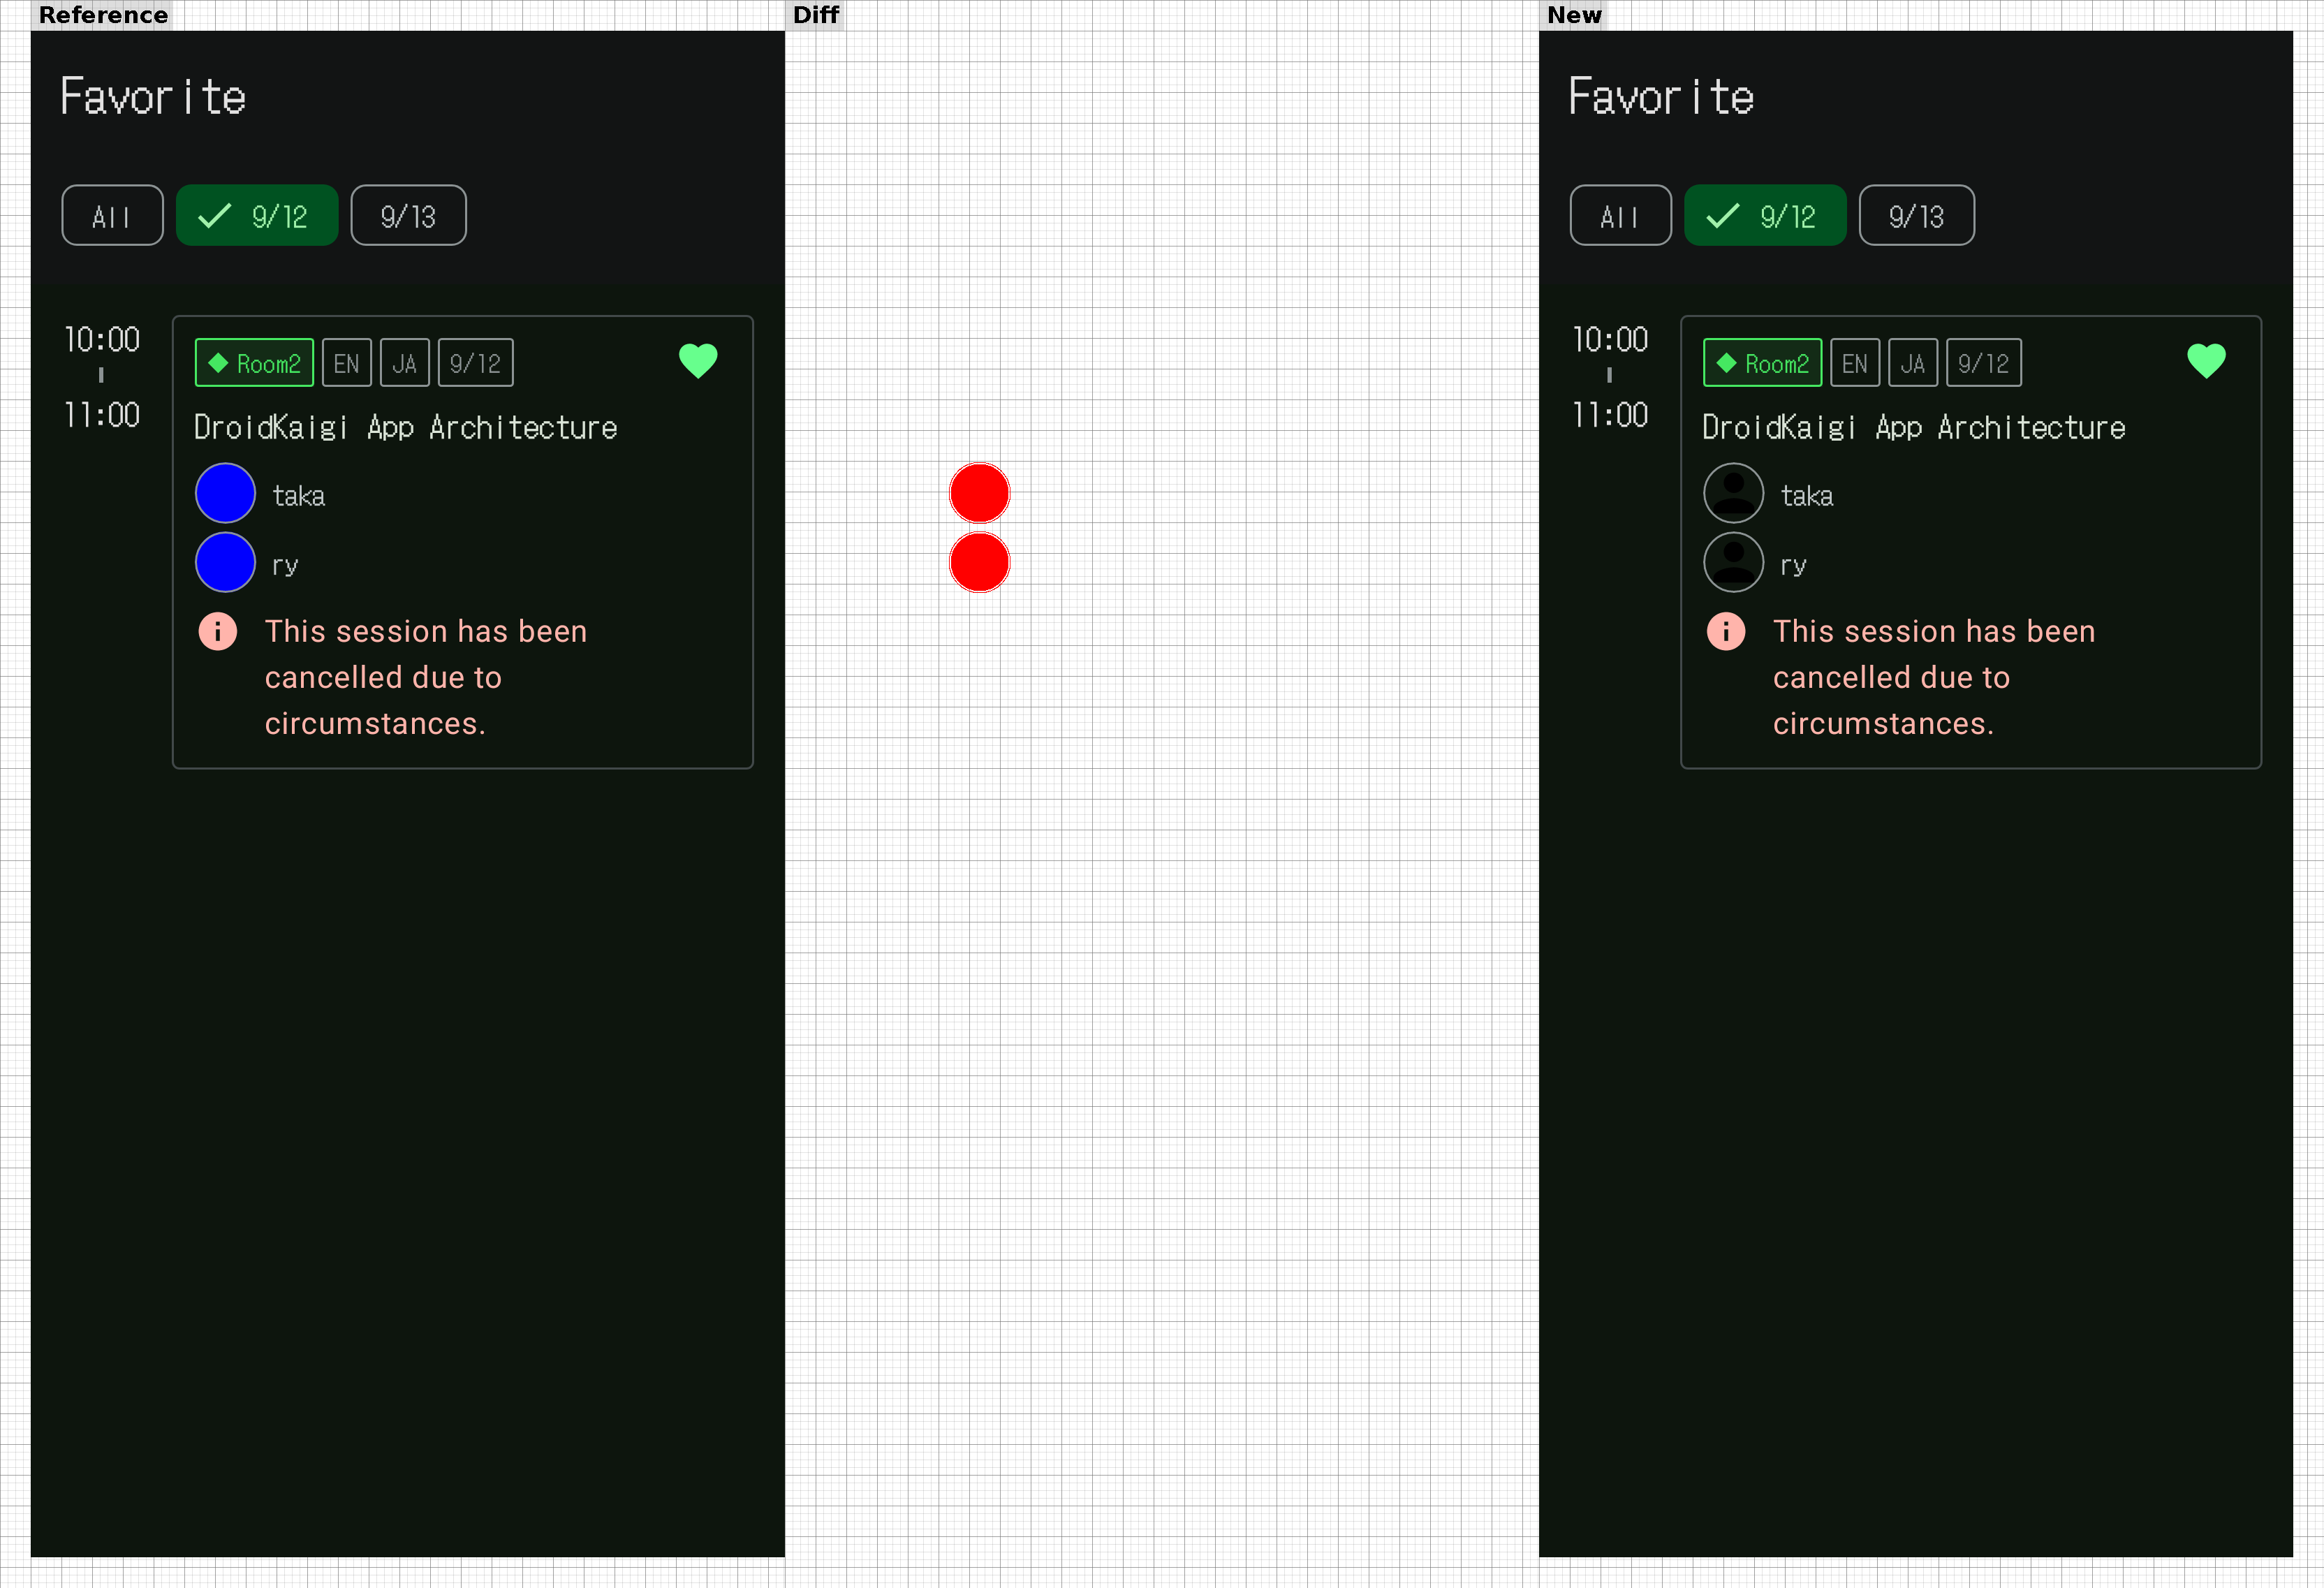 Reference
Diff
New
Favorite
All
9/12
9/13
10:00
11:00
Room2
EN
JA
9/12
DroidKaigi App Architecture
taka
ry
This session has been
cancelled due to
circumstances.
Favorite
All
9/12
9/13
10:00
11:00
Room2
EN
JA
9/12
DroidKaigi App Architecture
taka
ry
This session has been
cancelled due to
circumstances.